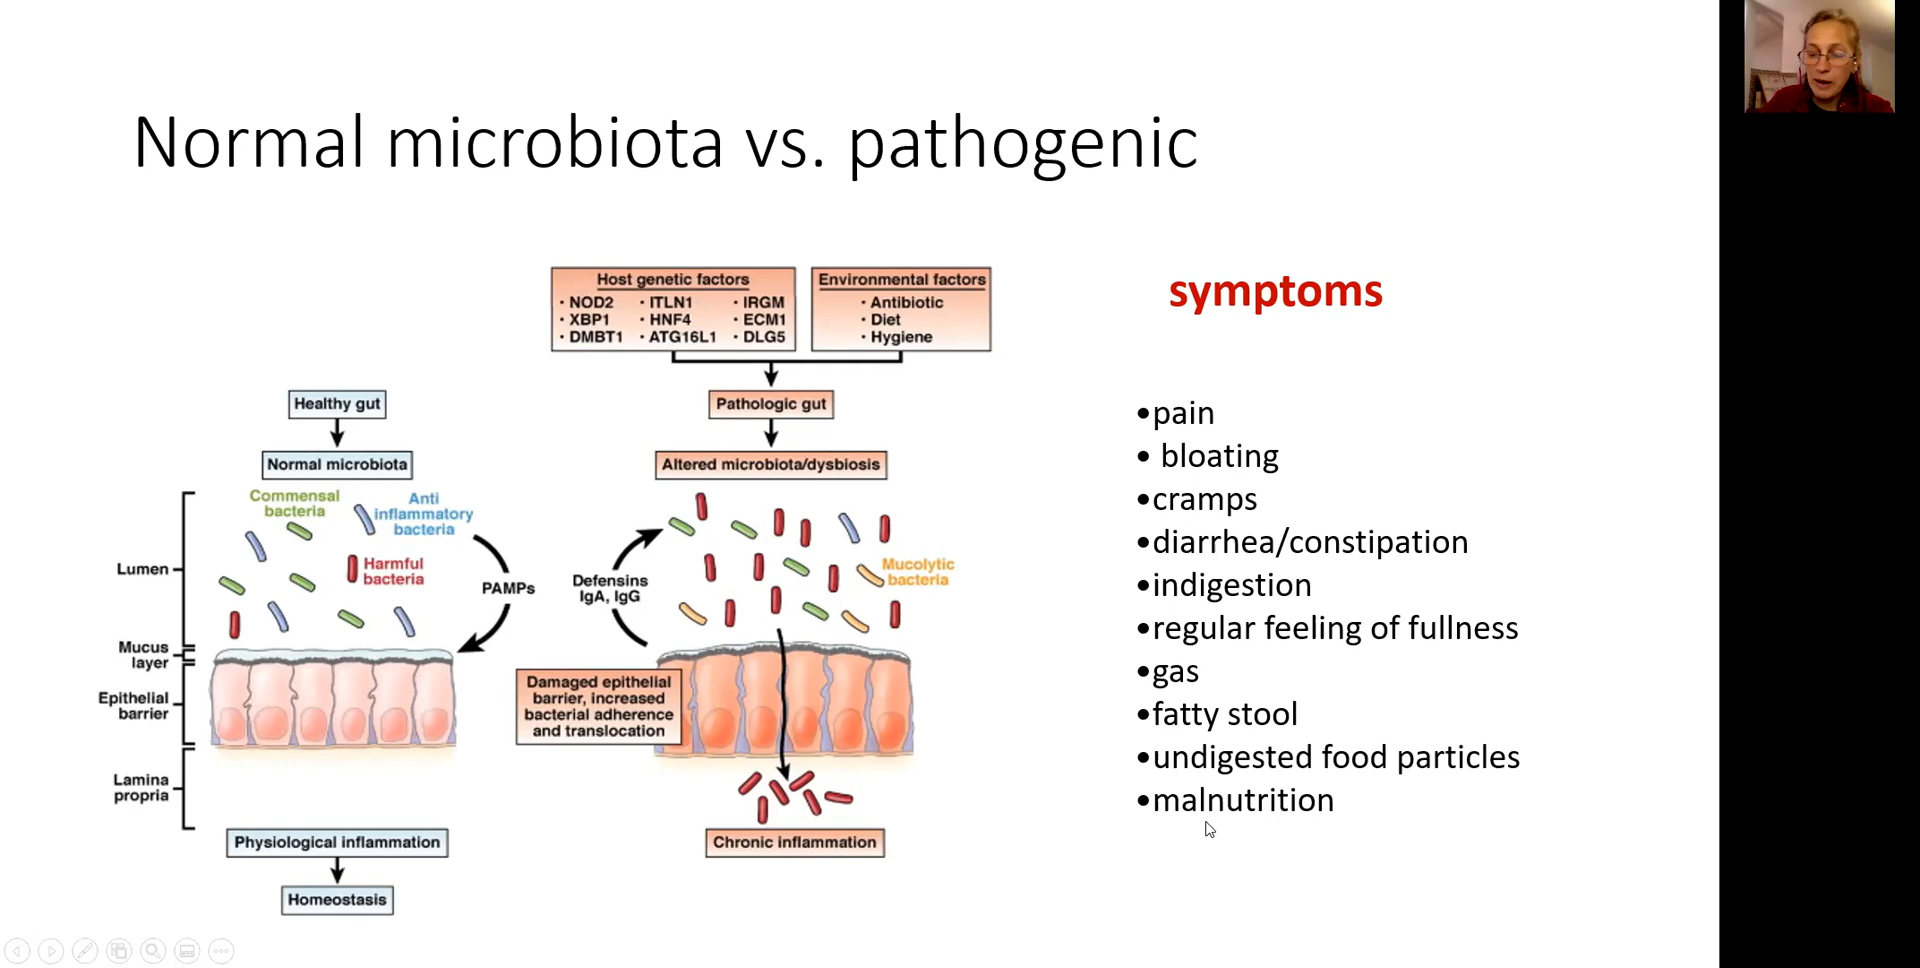 Normal microbiota vs. pathogenic
Host genetic factors
• NOD2 • ITLN1 • IRGM
• XBP1 • HNF4 • ECM1
• DMBT1 • ATG16L1 • DLG5
Environmental factors
• Antibiotic
• Diet
• Hygiene
Healthy gut
Normal microbiota
Pathologic gut
Altered microbiota/dysbiosis
Commensal
bacteria
Anti
inflammatory
bacteria
Harmful
bacteria
PAMPs
Defensins
IgA, IgG
Mucolytic
bacteria
Lumen
Mucus
layer
Epithelial
barrier
Lamina
propria
Damaged epithelial
barrier, increased
bacterial adherence
and translocation
Physiological inflammation
Homeostasis
Chronic inflammation
symptoms
•pain
• bloating
•cramps
•diarrhea/constipation
•indigestion
•regular feeling of fullness
•gas
•fatty stool
•undigested food particles
•malnutrition